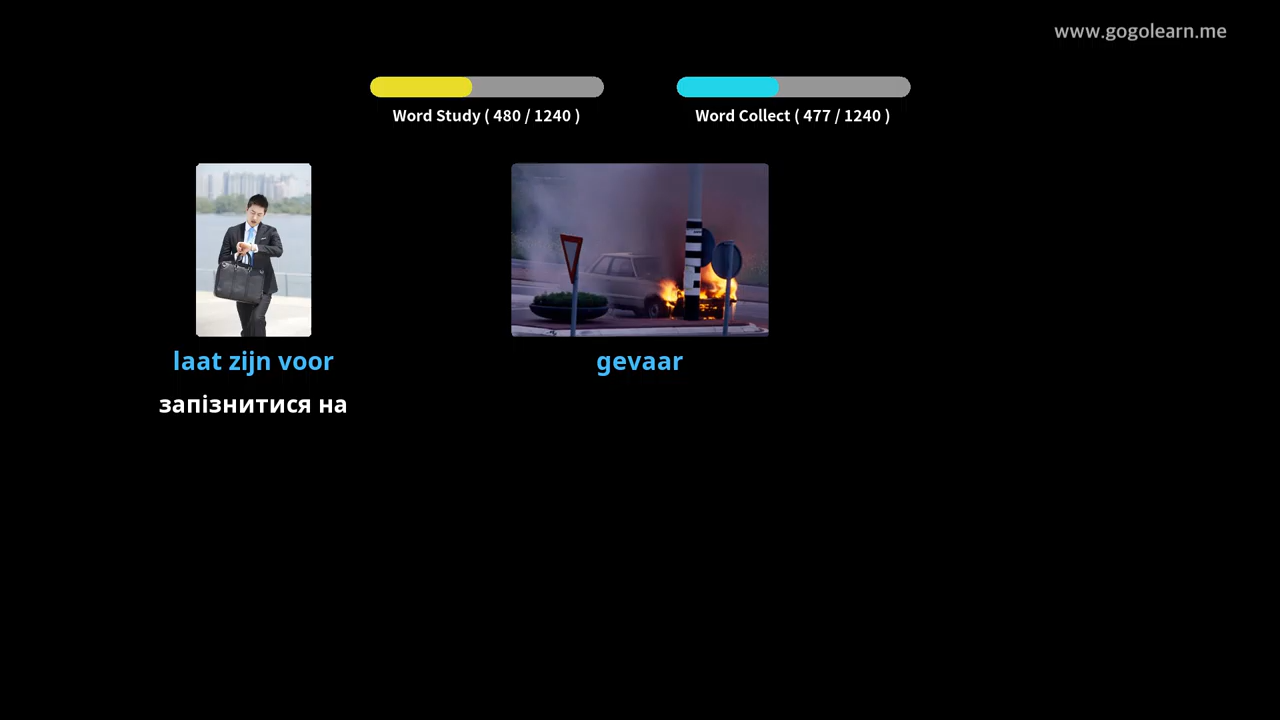 www.gogolearn.me
Word Study ( 480 / 1240 )
Word Collect ( 477 / 1240 )
laat zijn voor
gevaar
запізнитися на